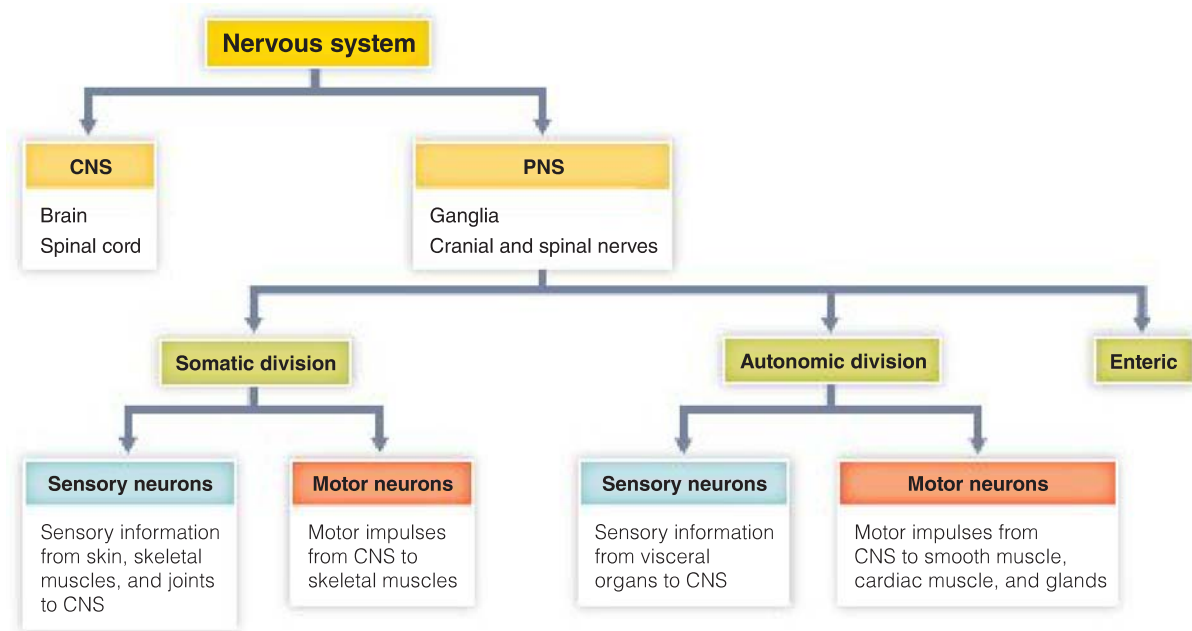 Nervous system
CNS
Brain
Spinal cord
PNS
Ganglia
Cranial and spinal nerves
Somatic division
Autonomic division
Enteric
Sensory neurons
Sensory information
from skin, skeletal
muscles, and joints
to CNS
Motor neurons
Motor impulses
from CNS to
skeletal muscles
Sensory neurons
Sensory information
from visceral
organs to CNS
Motor neurons
Motor impulses from
CNS to smooth muscle,
cardiac muscle, and glands